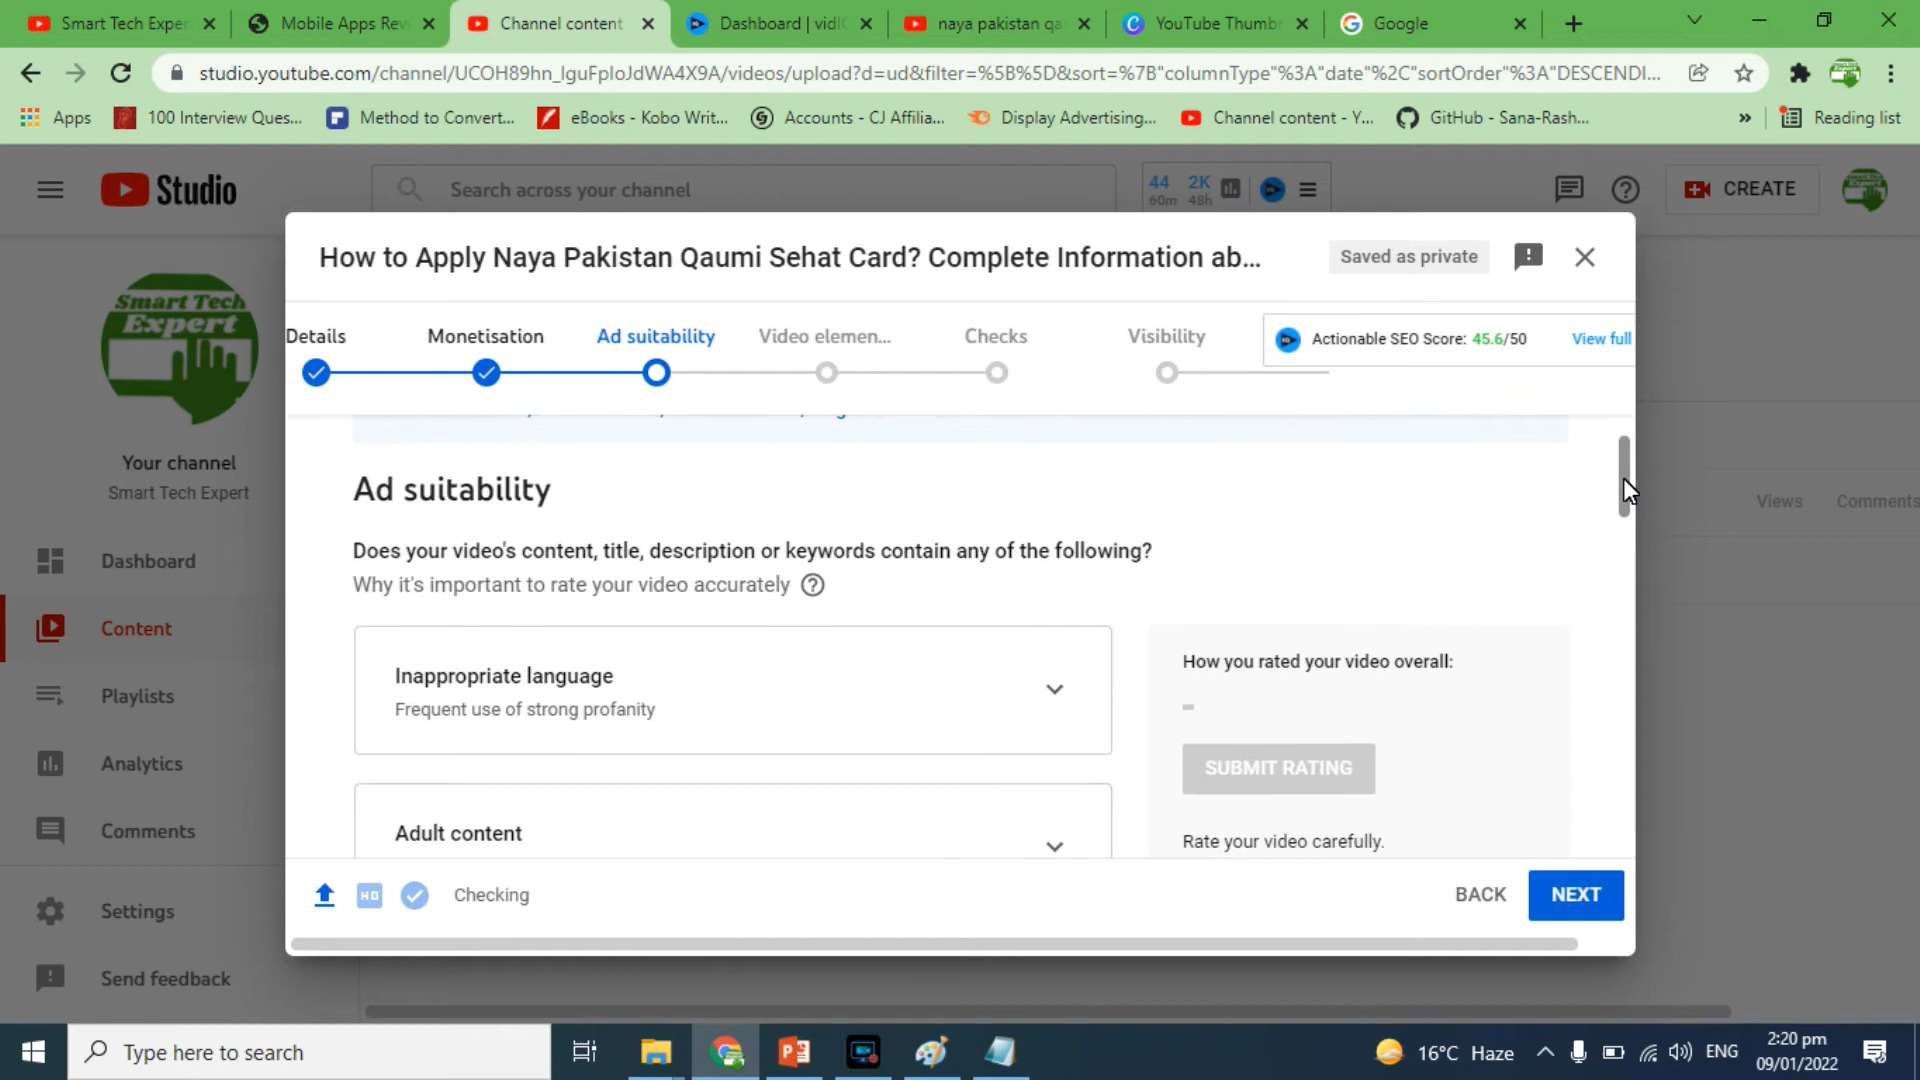 Smart Tech Exper
Mobile Apps Rev
Channel content
Dashboard | vidI
naya pakistan qa
YouTube Thumb
Google
studio.youtube.com/channel/UCOH89hn_IguFpIoJdWA4X9A/videos/upload?d=ud&filter=%5B%5D&sort=%7B"columnType"%3A"date"%2C"sortOrder"%3A"DESCENDI...
Apps
100 Interview Ques...
Method to Convert...
eBooks - Kobo Writ...
Accounts - CJ Affilia...
Display Advertising...
Channel content - Y...
GitHub - Sana-Rash...
»
Reading list
Studio
Search across your channel
44 2K
60m 48h
CREATE
How to Apply Naya Pakistan Qaumi Sehat Card? Complete Information ab...
Saved as private
Details
Monetisation
Ad suitability
Video elemen...
Checks
Visibility
Actionable SEO Score: 45.6/50
View full
Smart Tech
Expert
Your channel
Smart Tech Expert
Dashboard
Content
Playlists
Analytics
Comments
Settings
Send feedback
Views
Comments
Ad suitability
Does your video's content, title, description or keywords contain any of the following?
Why it's important to rate your video accurately
Inappropriate language
Frequent use of strong profanity
Adult content
How you rated your video overall:
-
SUBMIT RATING
Rate your video carefully.
HD
Checking
BACK
NEXT
Type here to search
16°C Haze
ENG
2:20 pm
09/01/2022